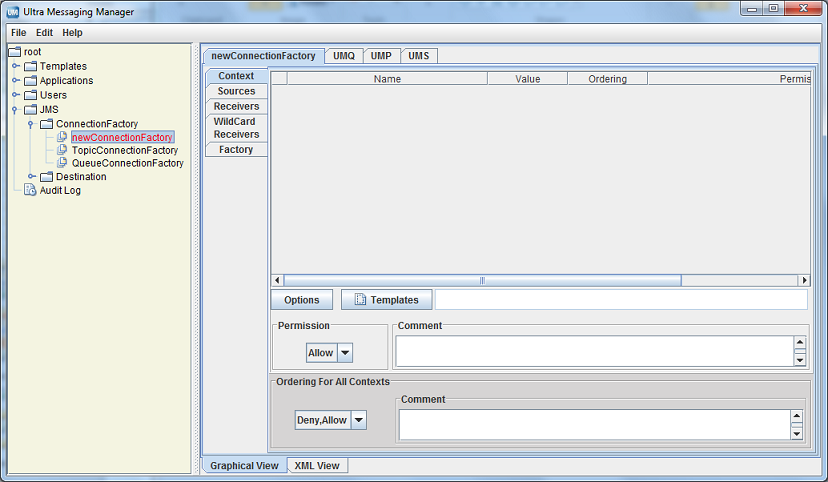 UM Ultra Messaging Manager
File Edit Help
root
Templates
Applications
Users
JMS
ConnectionFactory
newConnectionFactory
TopicConnectionFactory
QueueConnectionFactory
Destination
Audit Log
newConnectionFactory UMQ UMP UMS
Context
Sources
Receivers
WildCard
Receivers
Factory
Name Value Ordering Permis
Options Templates
Permission
Allow
Comment
Ordering For All Contexts
Deny,Allow
Comment
Graphical View XML View